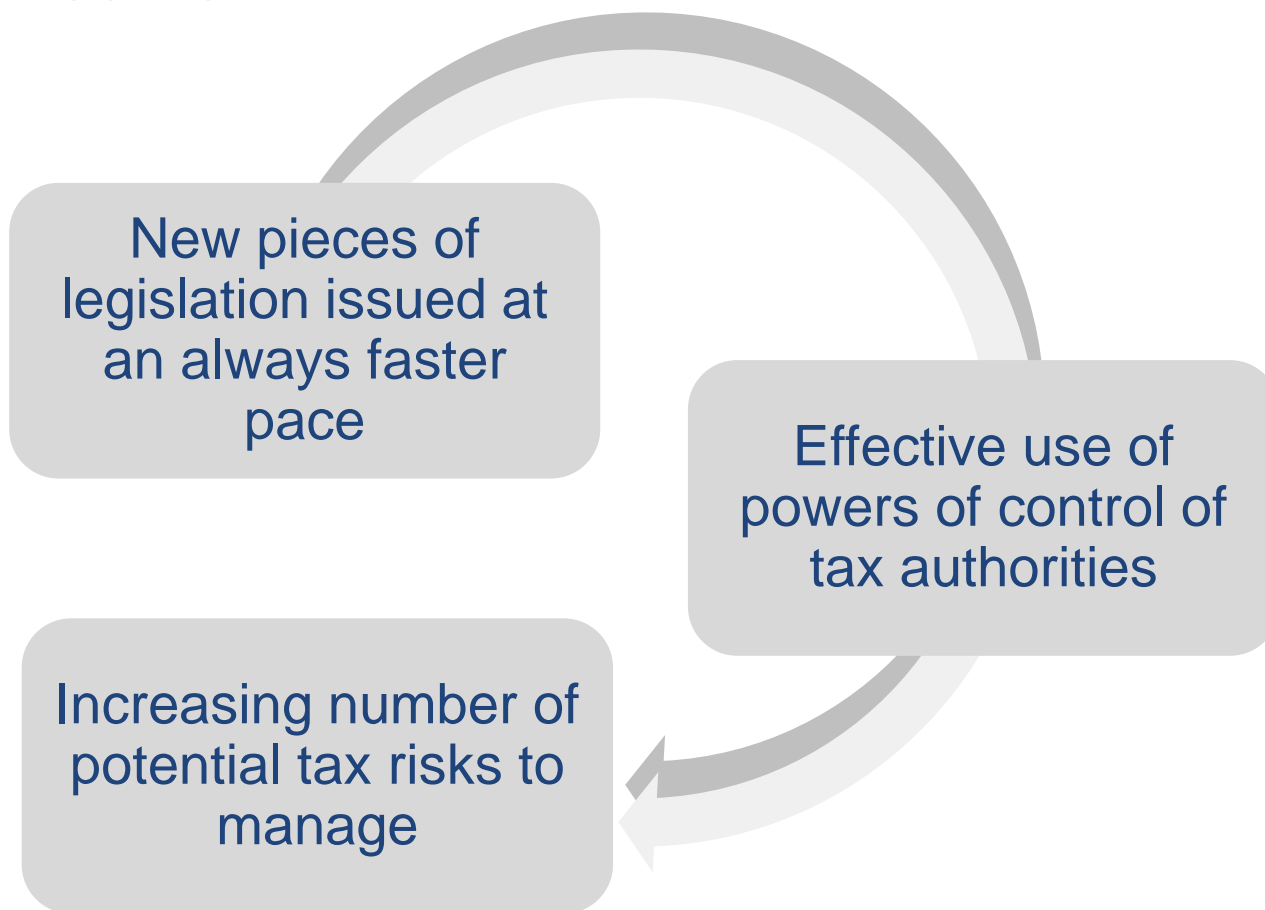 New pieces of
legislation issued at
an always faster
pace
Effective use of
powers of control of
tax authorities
Increasing number of
potential tax risks to
manage